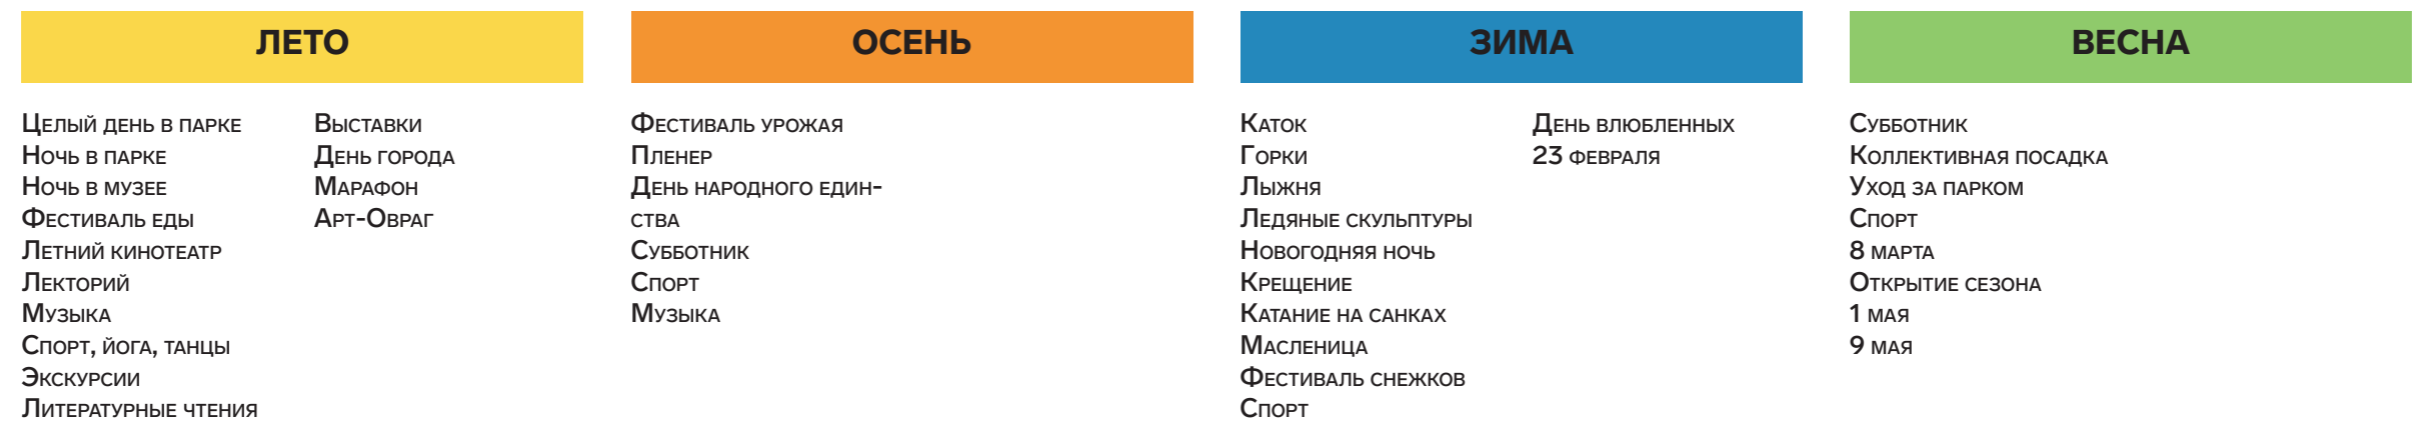 ЛЕТО
Целый день в парке
Ночь в парке
Ночь в музее
Фестиваль еды
Летний кинотеатр
Лекторий
Музыка
Спорт, йога, танцы
Экскурсии
Литературные чтения
Выставки
День города
Марафон
Арт-Овраг
ОСЕНЬ
Фестиваль урожая
Пленер
День народного един-
ства
Субботник
Спорт
Музыка
ЗИМА
Каток
Горки
Лыжня
Ледяные скульптуры
Новогодняя ночь
Крещение
Катание на санках
Масленица
Фестиваль снежков
Спорт
День влюбленных
23 февраля
ВЕСНА
Субботник
Коллективная посадка
Уход за парком
Спорт
8 марта
Открытие сезона
1 мая
9 мая